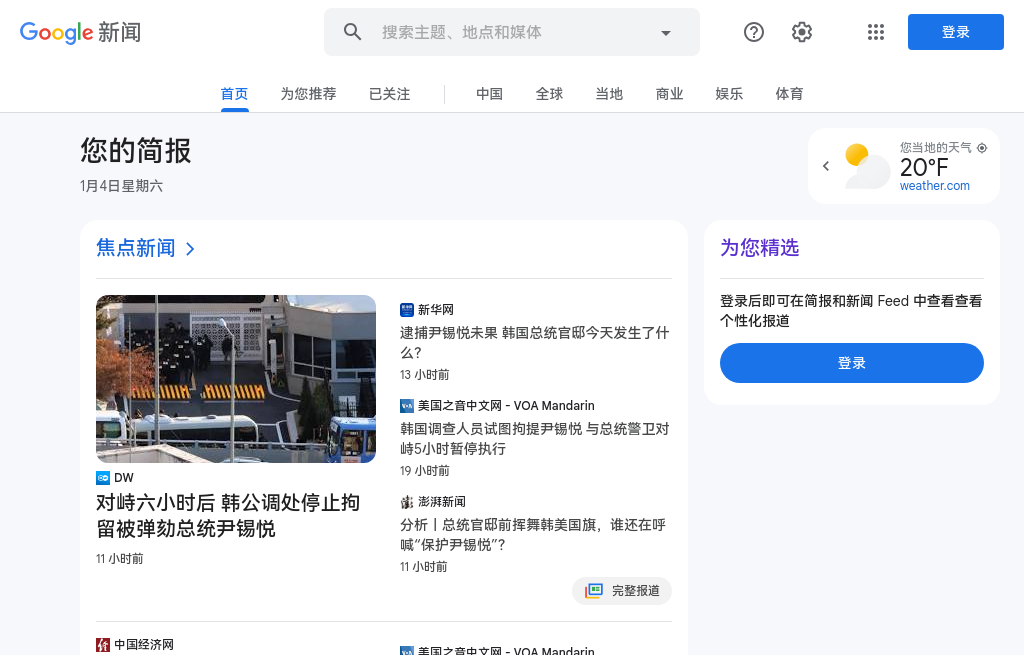 Google 新闻
搜索主题、地点和媒体
登录
首页
为您推荐
已关注
中国
全球
当地
商业
娱乐
体育
您的简报
1月4日星期六
您当地的天气
20°F
weather.com
焦点新闻
DW
对峙六小时后 韩公调处停止拘
留被弹劾总统尹锡悦
11 小时前
新华网
逮捕尹锡悦未果 韩国总统官邸今天发生了什
么？
13 小时前
美国之音中文网 - VOA Mandarin
韩国调查人员试图拘提尹锡悦 与总统警卫对
峙5小时暂停执行
19 小时前
澎湃新闻
分析丨总统官邸前挥舞韩美国旗，谁还在呼
喊“保护尹锡悦”？
11 小时前
完整报道
中国经济网
美国之音中文网 - VOA Mandarin
为您精选
登录后即可在简报和新闻 Feed 中查看查看
个性化报道
登录